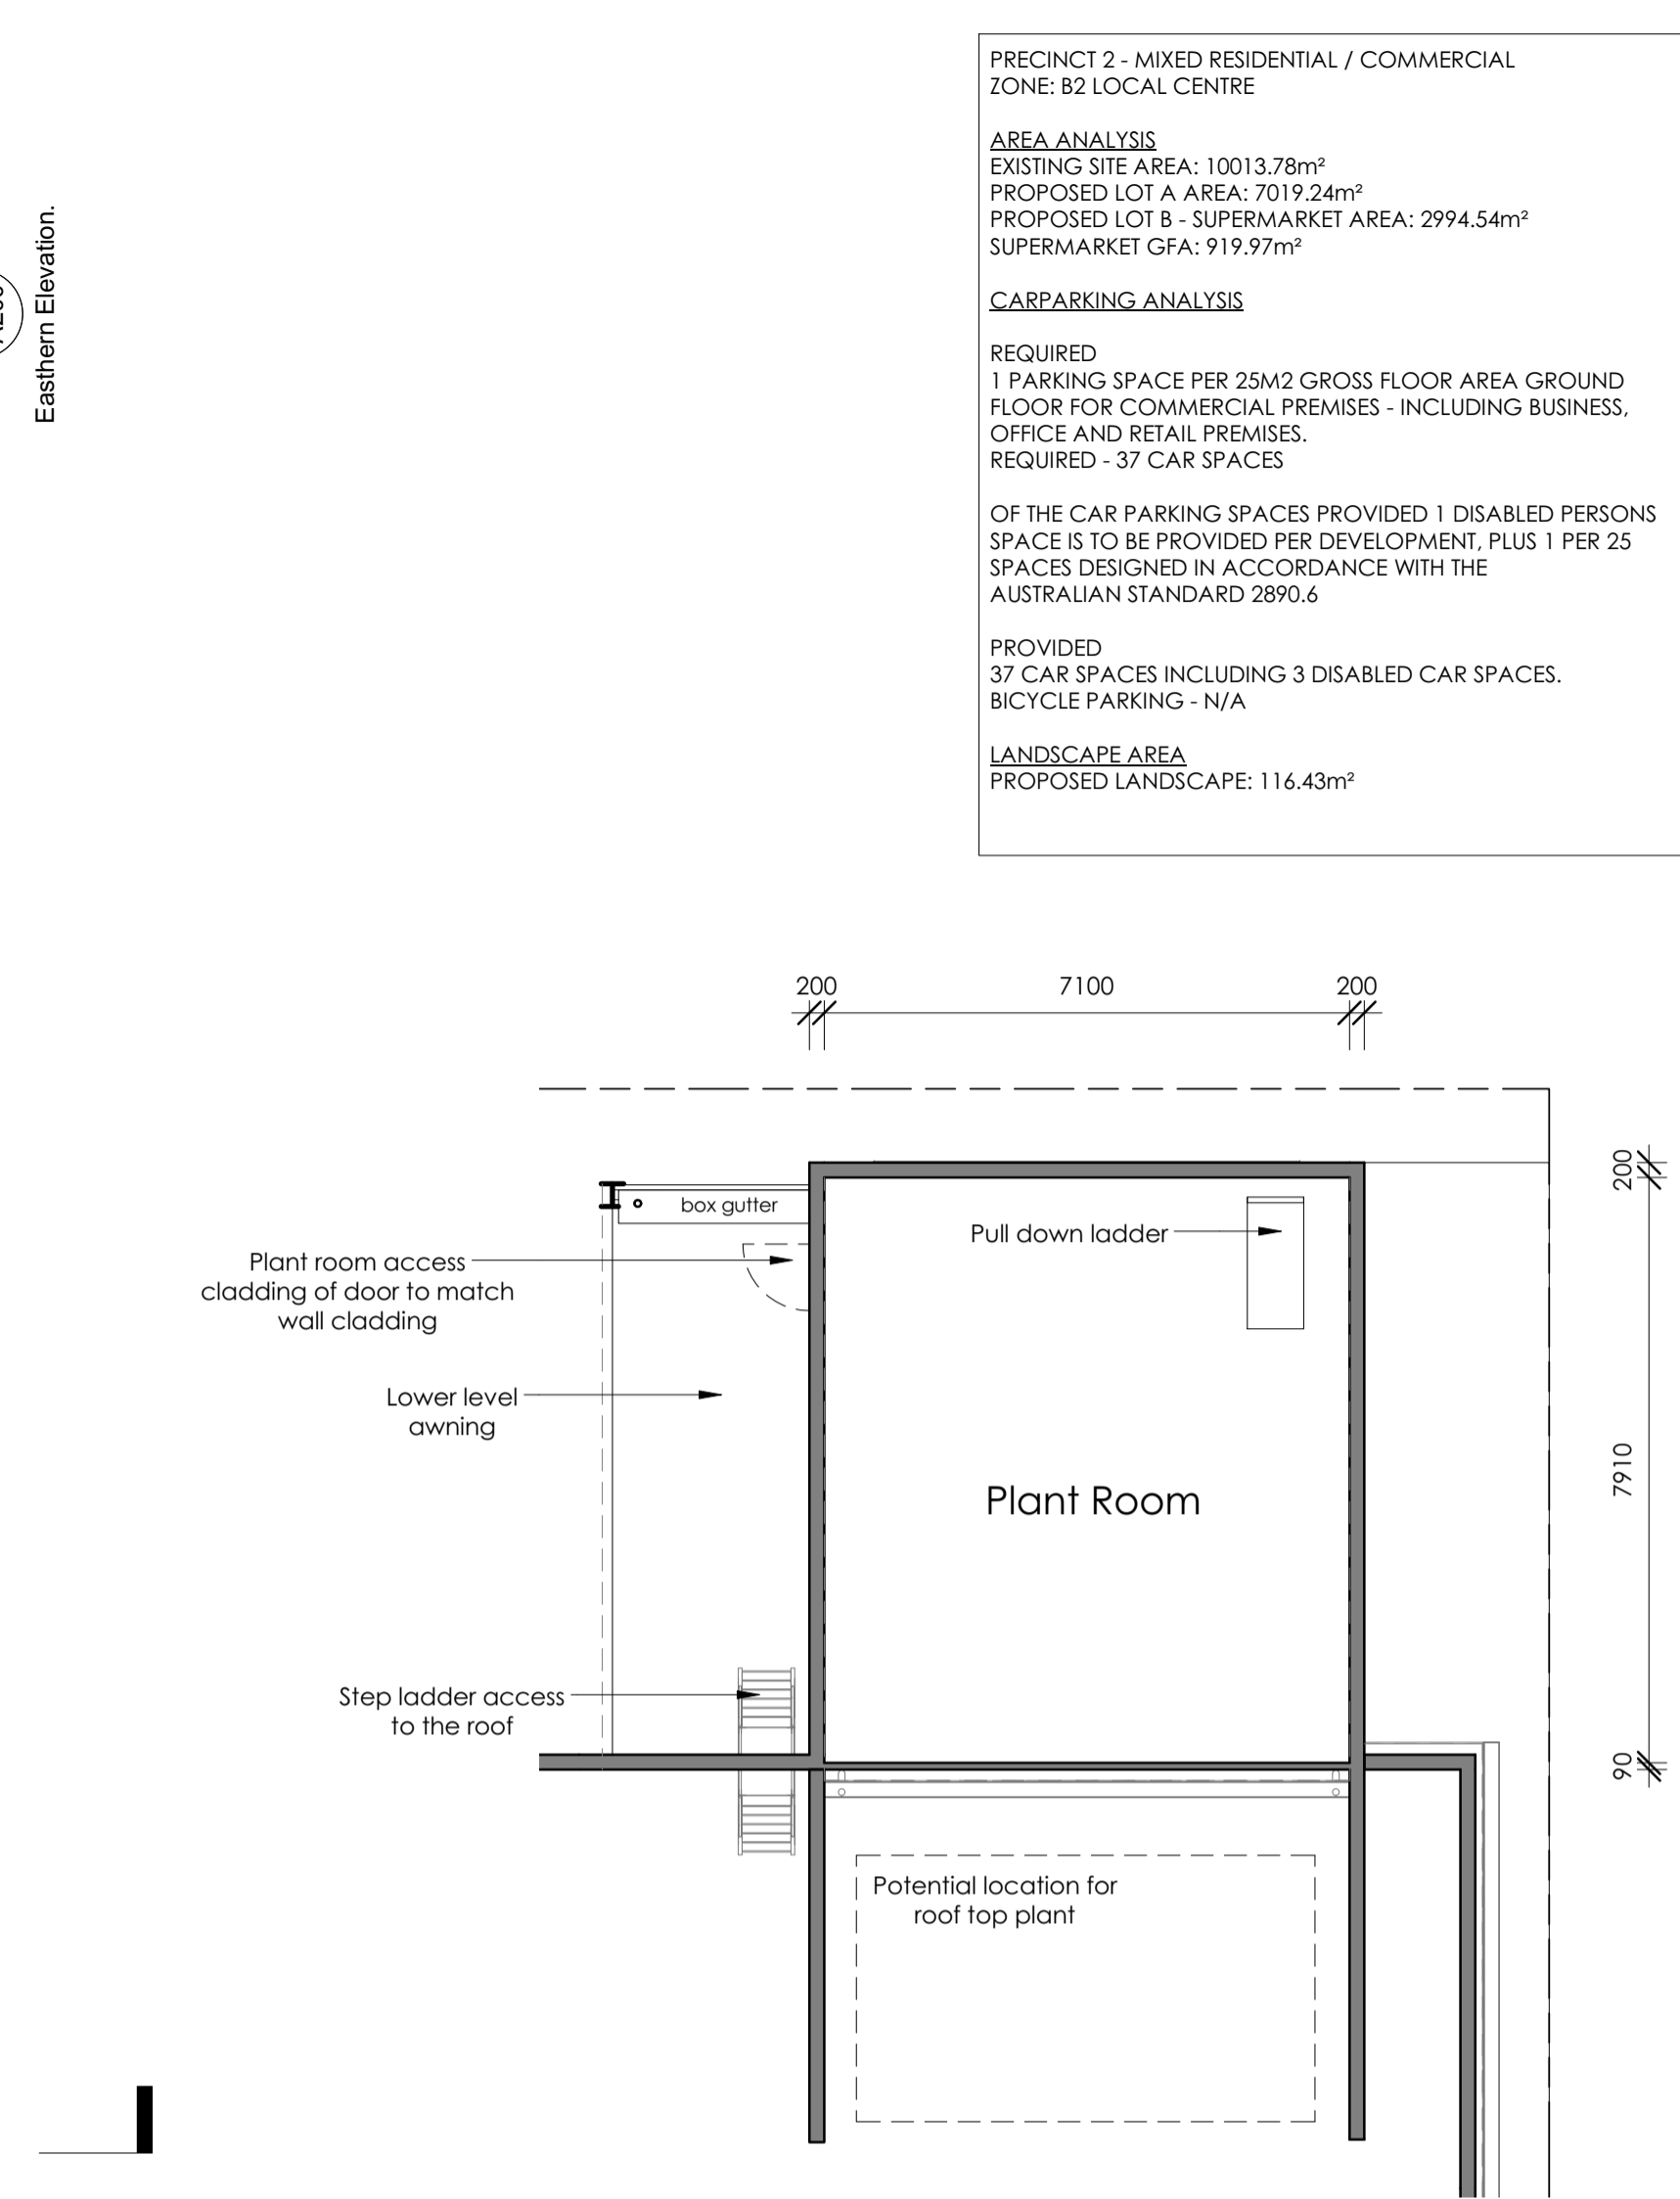 Easthern Elevation.
PRECINCT 2 - MIXED RESIDENTIAL / COMMERCIAL
ZONE: B2 LOCAL CENTRE
AREA ANALYSIS
EXISTING SITE AREA: 10013.78m²
PROPOSED LOT A AREA: 7019.24m²
PROPOSED LOT B - SUPERMARKET AREA: 2994.54m²
SUPERMARKET GFA: 919.97m²
CARPARKING ANALYSIS
REQUIRED
1 PARKING SPACE PER 25M2 GROSS FLOOR AREA GROUND
FLOOR FOR COMMERCIAL PREMISES - INCLUDING BUSINESS,
OFFICE AND RETAIL PREMISES.
REQUIRED - 37 CAR SPACES
OF THE CAR PARKING SPACES PROVIDED 1 DISABLED PERSONS
SPACE IS TO BE PROVIDED PER DEVELOPMENT, PLUS 1 PER 25
SPACES DESIGNED IN ACCORDANCE WITH THE
AUSTRALIAN STANDARD 2890.6
PROVIDED
37 CAR SPACES INCLUDING 3 DISABLED CAR SPACES.
BICYCLE PARKING - N/A
LANDSCAPE AREA
PROPOSED LANDSCAPE: 116.43m²
200 7100 200
200
box gutter
Pull down ladder
Plant room access
cladding of door to match
wall cladding
Lower level
awning
7910
Plant Room
Step ladder access
to the roof
90
Potential location for
roof top plant